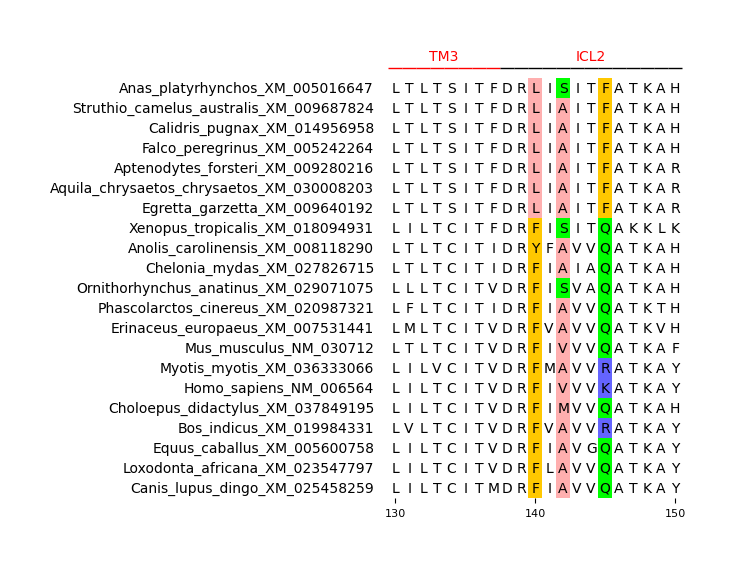 TM3 ICL2
Anas_platyrhynchos_XM_005016647 L T L T S I T F D R L I S I T F A T K A H
Struthio_camelus_australis_XM_009687824 L T L T S I T F D R L I A I T F A T K A H
Calidris_pugnax_XM_014956958 L T L T S I T F D R L I A I T F A T K A H
Falco_peregrinus_XM_005242264 L T L T S I T F D R L I A I T F A T K A H
Aptenodytes_forsteri_XM_009280216 L T L T S I T F D R L I A I T F A T K A R
Aquila_chrysaetos_chrysaetos_XM_030008203 L T L T S I T F D R L I A I T F A T K A R
Egretta_garzetta_XM_009640192 L T L T S I T F D R L I A I T F A T K A R
Xenopus_tropicalis_XM_018094931 L I L T C I T F D R F I S I T Q A K K L K
Anolis_carolinensis_XM_008118290 L T L T C I T I D R Y F A V V Q A T K A H
Chelonia_mydas_XM_027826715 L T L T C I T I D R F I A I A Q A T K A H
Ornithorhynchus_anatinus_XM_029071075 L L L T C I T V D R F I S V A Q A T K A H
Phascolarctos_cinereus_XM_020987321 L F L T C I T I D R F I A V V Q A T K T H
Erinaceus_europaeus_XM_007531441 L M L T C I T V D R F V A V V Q A T K V H
Mus_musculus_NM_030712 L T L T C I T V D R F I V V V Q A T K A F
Myotis_myotis_XM_036333066 L I L V C I T V D R F M A V V R A T K A Y
Homo_sapiens_NM_006564 L I L T C I T V D R F I V V V K A T K A Y
Choloepus_didactylus_XM_037849195 L I L T C I T V D R F I M V V Q A T K A H
Bos_indicus_XM_019984331 L V L T C I T V D R F V A V V R A T K A Y
Equus_caballus_XM_005600758 L I L T C I T V D R F I A V G Q A T K A Y
Loxodonta_africana_XM_023547797 L I L T C I T V D R F L A V V Q A T K A Y
Canis_lupus_dingo_XM_025458259 L I L T C I T M D R F I A V V Q A T K A Y
130 140 150